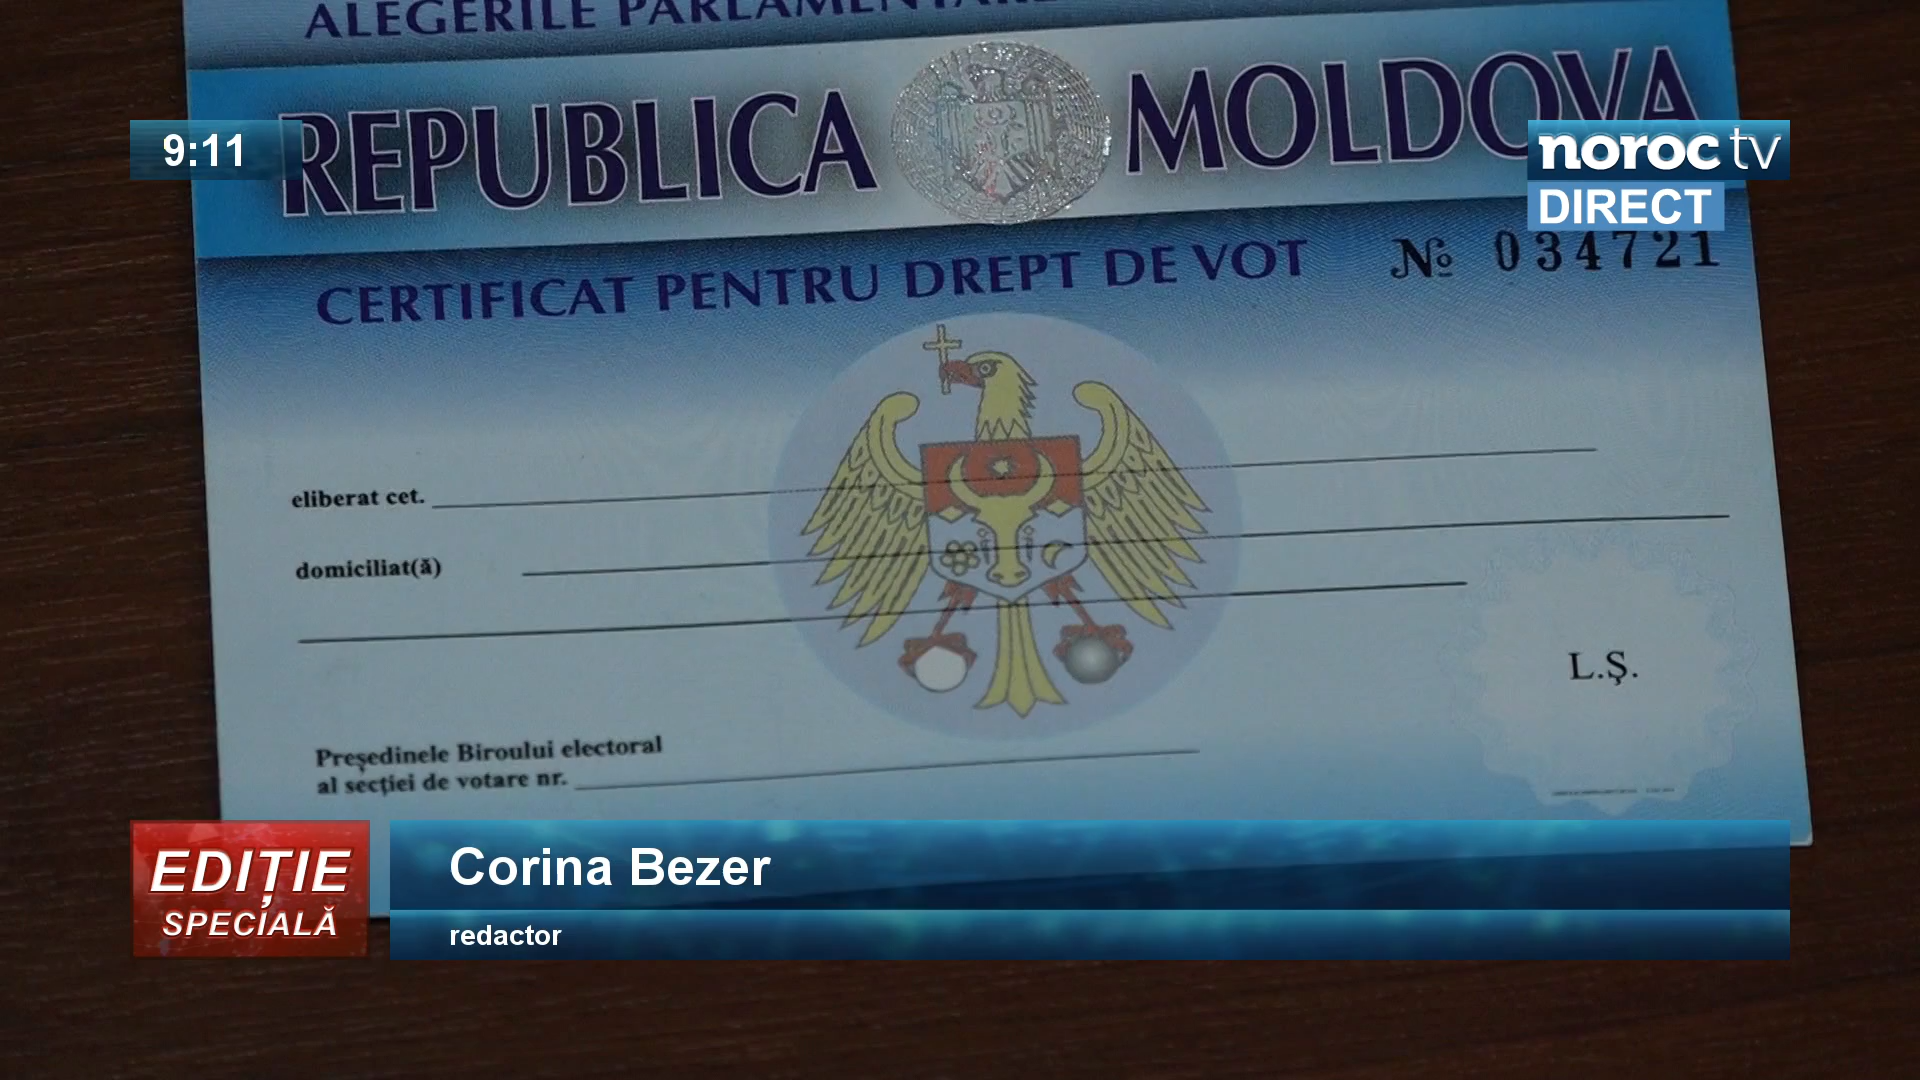 ALEGERILE PARLAMENTARE
REPUBLICA MOLDOVA
9:11
noroc tv
DIRECT
CERTIFICAT PENTRU DREPT DE VOT № 034721
eliberat cet.
domiciliat(ă)
L.Ş.
Preşedinele Biroului electoral
al secţiei de votare nr.
EDIȚIE
SPECIALĂ
Corina Bezer
redactor